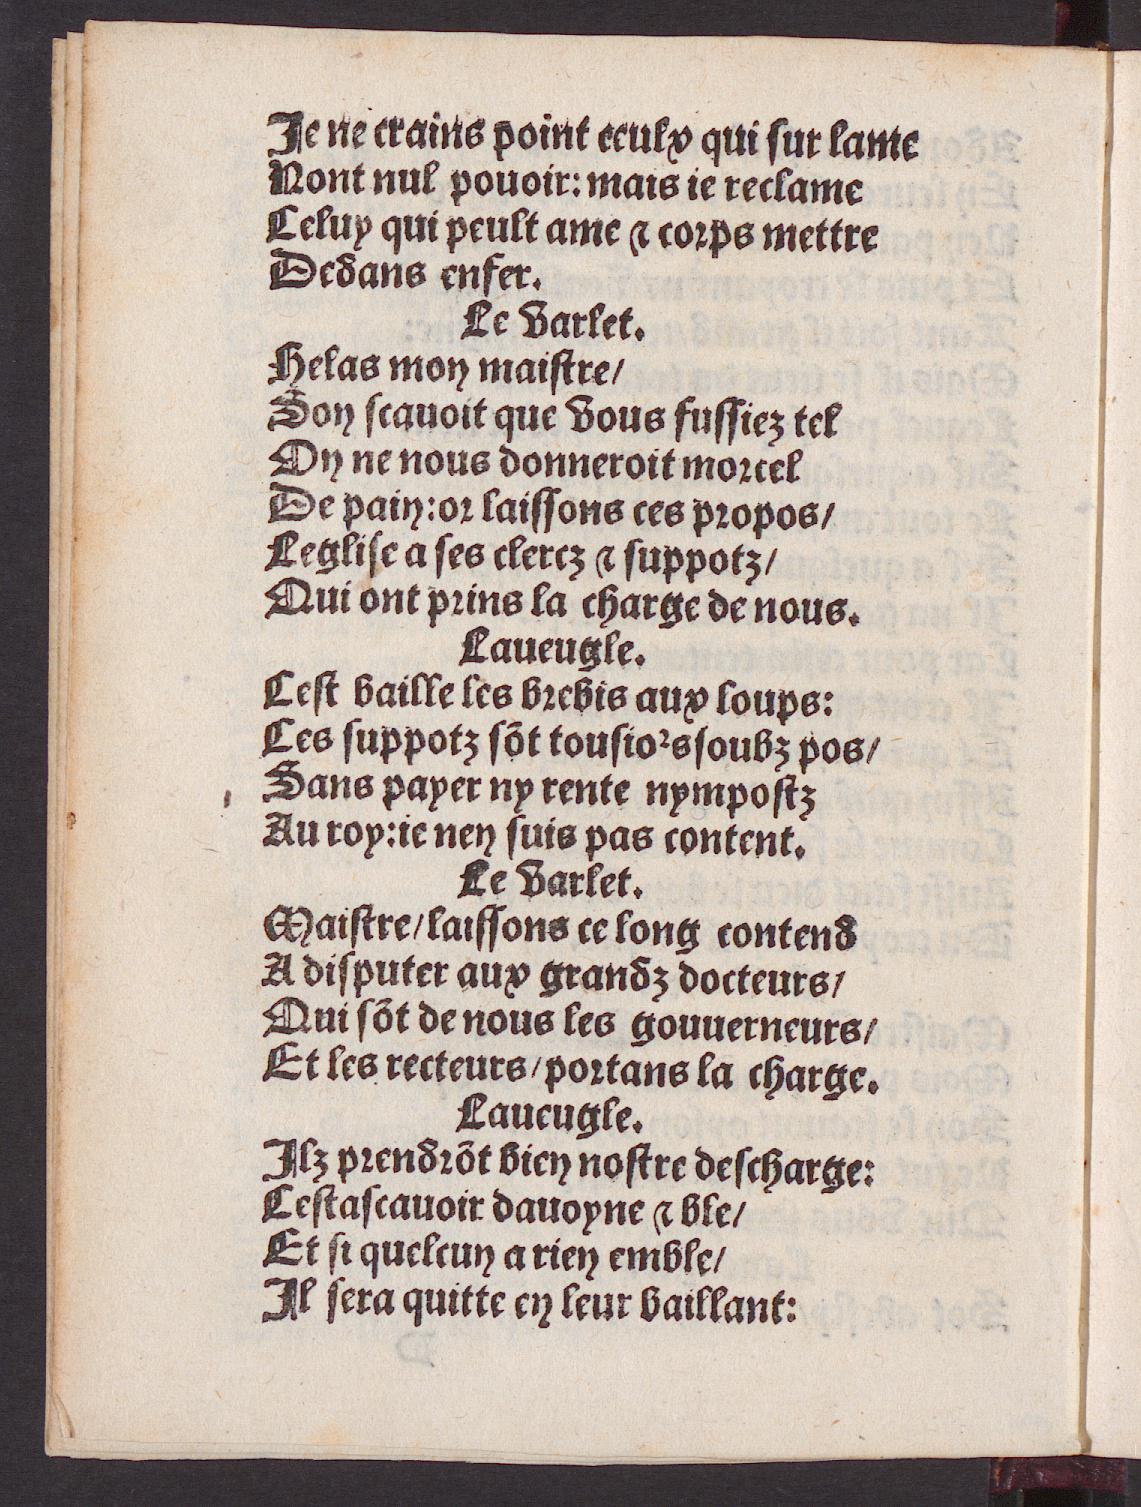 Je ne crains point ceulx qui sur lame
Nont nul pouoir: mais ie reclame
Celuy qui peult ame ⁊ corps mettre
Dedans enfer.
Le varlet.
Helas mon maistre/
Son scauoit que vous fussiez tel
On ne nous donneroit morcel
De pain: or laissons ces propos/
Leglise a ses clercz ⁊ suppotz/
Qui ont prins la charge de nous.
Laueugle.
Cest baille les brebis aux loups:
Ces suppotz sõt tousiors soubz pos/
Sans payer ny rente nympostz
Au roy: ie nen suis pas content.
Le varlet.
Maistre/ laissons ce long contend
A disputer aux grandz docteurs/
Qui sõt de nous les gouuerneurs/
Et les recteurs/ portans la charge.
Laueugle.
Ilz prendrõt bien nostre descharge:
Cestascauoir dauoyne ⁊ ble/
Et si quelcun a rien emble/
Il sera quitte en leur baillant: